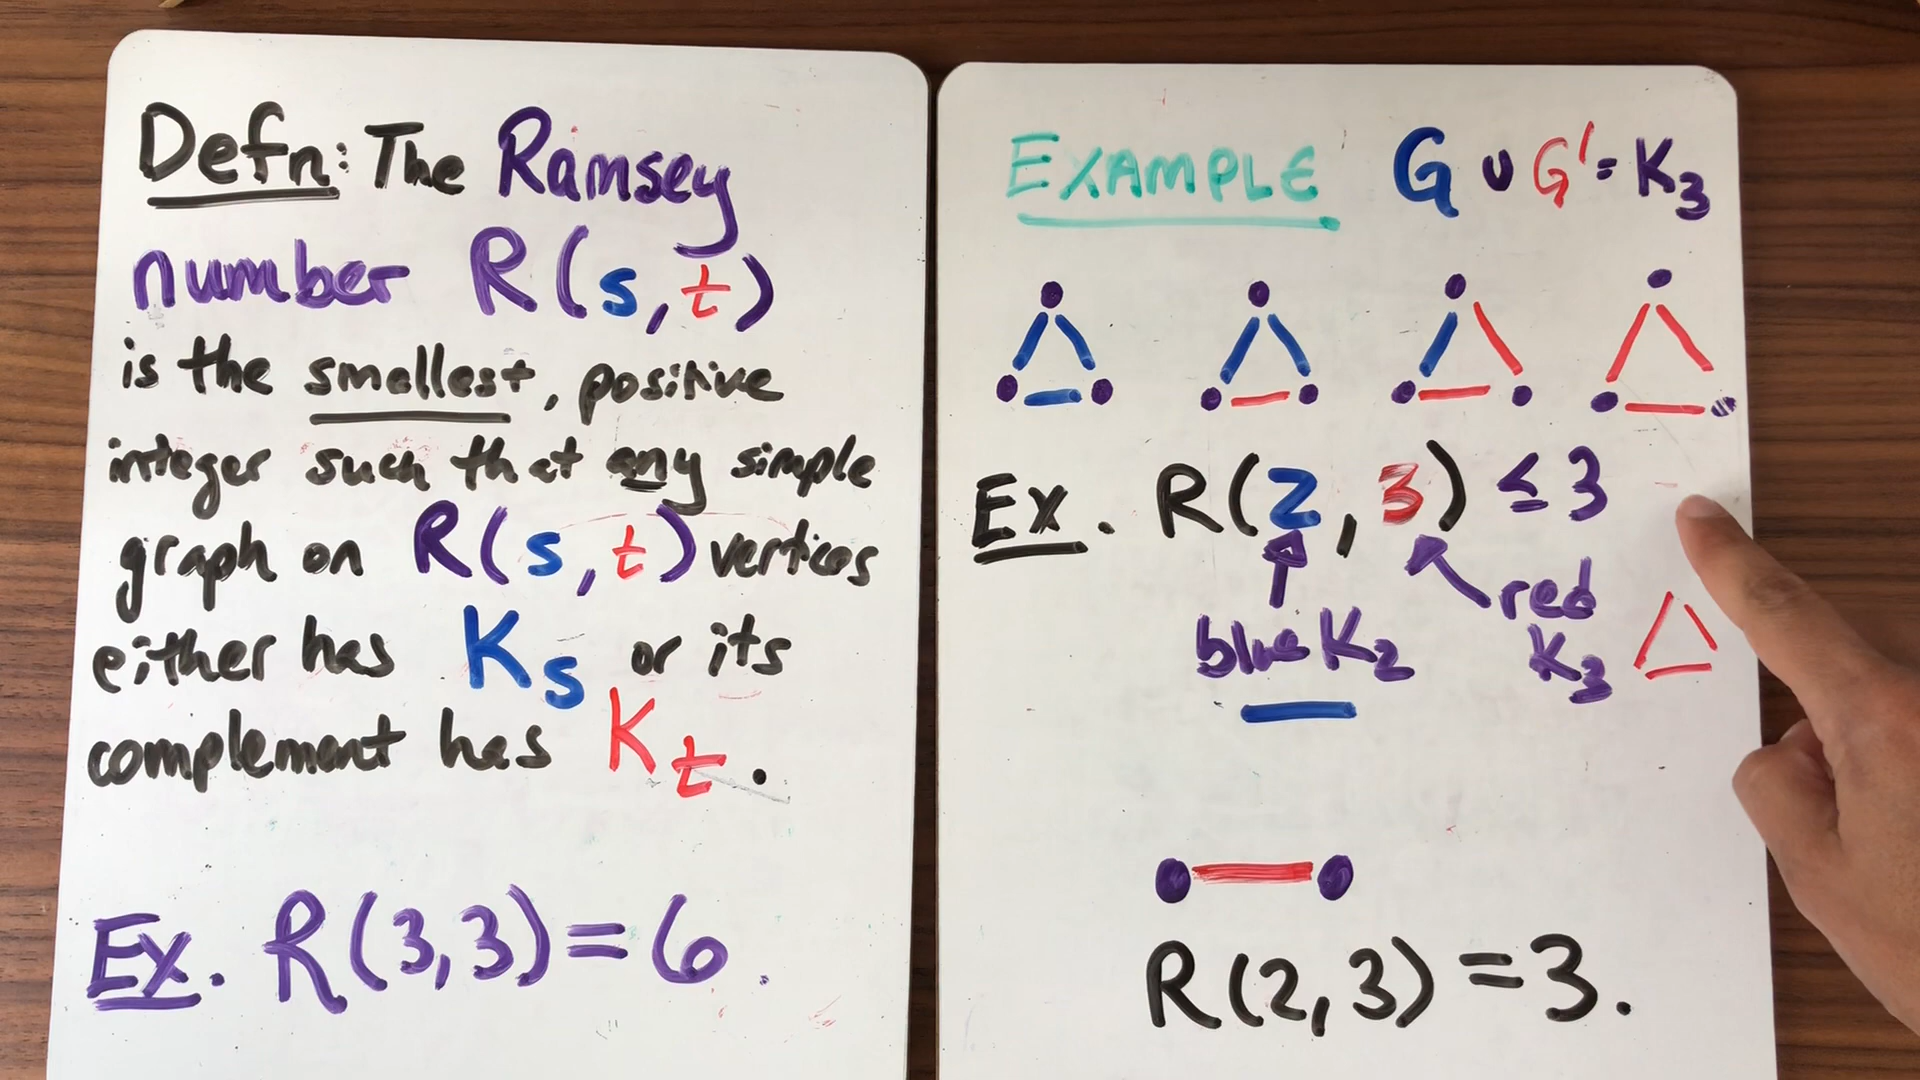 Defn: The Ramsey
number R(s,t)
is the smallest, positive
integer such that any simple
graph on R(s,t) vertices
either has Ks or its
complement has Kt.
Ex. R(3,3)=6.
EXAMPLE G ∪ G' = K3
Ex. R(2,3) ≤ 3
blue K2
red
K3
R(2,3)=3.